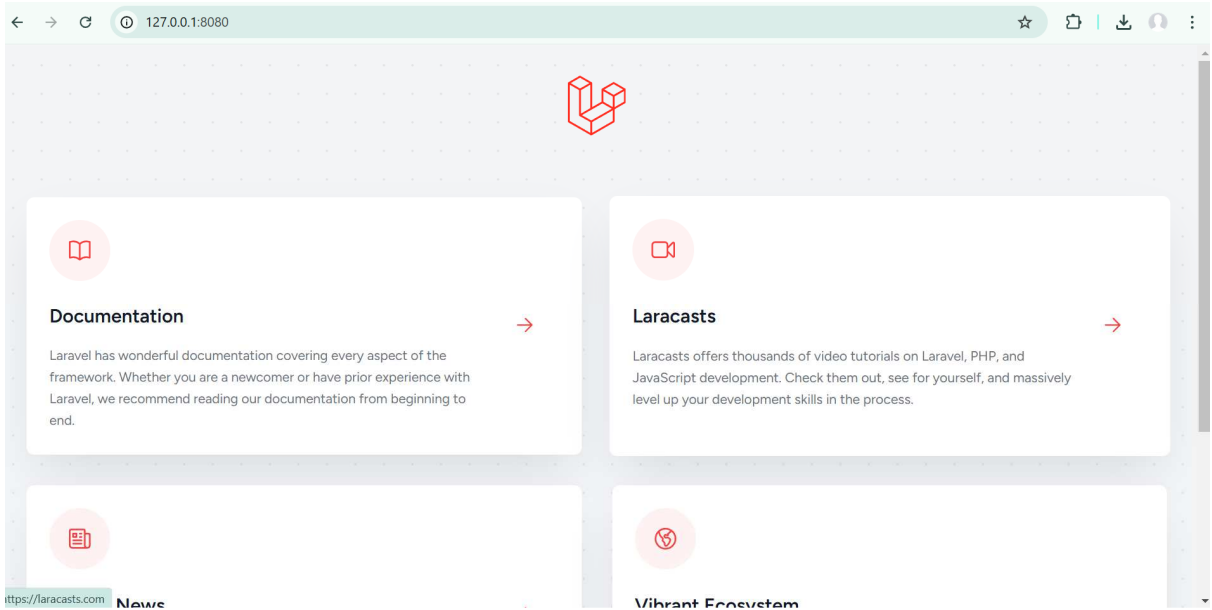 127.0.0.1:8080
Documentation
Laravel has wonderful documentation covering every aspect of the
framework. Whether you are a newcomer or have prior experience with
Laravel, we recommend reading our documentation from beginning to
end.
Laracasts
Laracasts offers thousands of video tutorials on Laravel, PHP, and
JavaScript development. Check them out, see for yourself, and massively
level up your development skills in the process.
News
Vibrant Ecosystem
ttps://laracasts.com